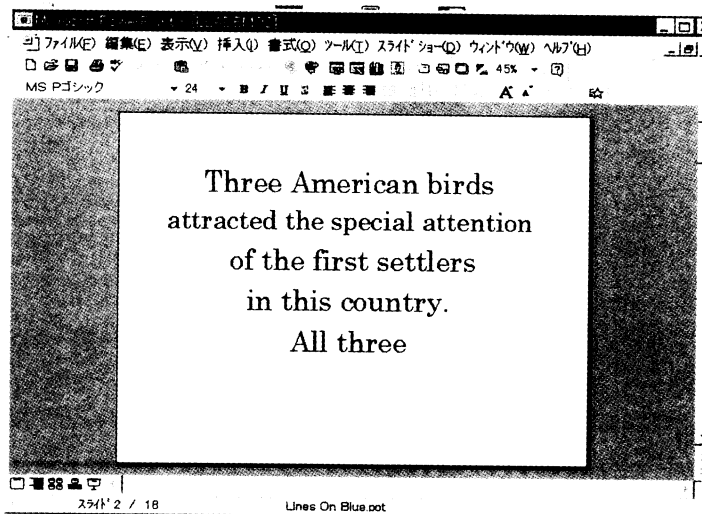 ファイル(F) 編集(E) 表示(V) 挿入(I) 書式(O) ツール(T) スライド ショー(D) ウィンドウ(W) ヘルプ(H)
45%
MS Pゴシック 24 B I U S
Three American birds
attracted the special attention
of the first settlers
in this country.
All three
スライド 2 / 18 Lines On Blue.pot